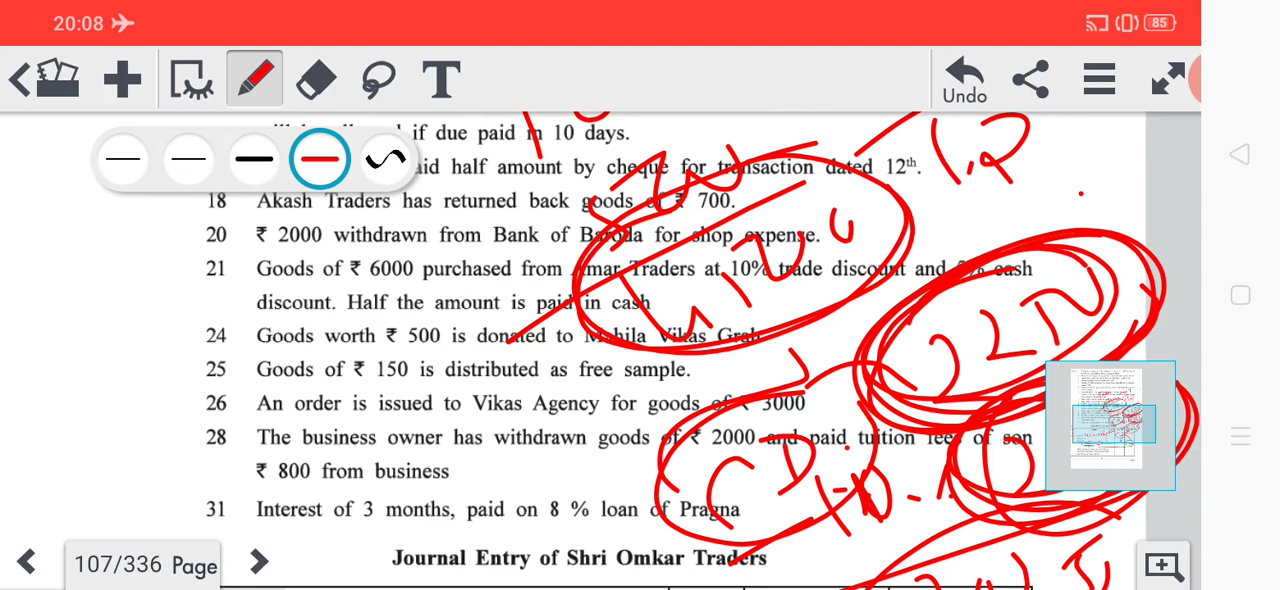 20:08 85
Undo
if due paid in 10 days.
aid half amount by cheque for transaction dated 12th.
18 Akash Traders has returned back goods of ₹ 700.
20 ₹ 2000 withdrawn from Bank of Baroda for shop expense.
21 Goods of ₹ 6000 purchased from Amar Traders at 10% trade discount and cash
discount. Half the amount is paid in cash
24 Goods worth ₹ 500 is donated to Mahila Vikas Grah
25 Goods of ₹ 150 is distributed as free sample.
26 An order is issued to Vikas Agency for goods of ₹ 3000
28 The business owner has withdrawn goods of ₹ 2000 and paid tuition fees of son
₹ 800 from business
31 Interest of 3 months, paid on 8 % loan of Pragna
107/336 Page
Journal Entry of Shri Omkar Traders
CD